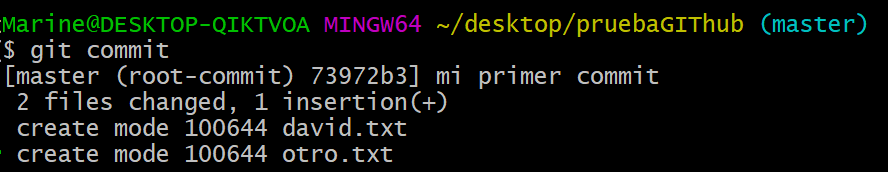 Marine@DESKTOP-QIKTVOA MINGW64 ~/desktop/pruebaGIThub (master)
$ git commit
[master (root-commit) 73972b3] mi primer commit
 2 files changed, 1 insertion(+)
 create mode 100644 david.txt
 create mode 100644 otro.txt